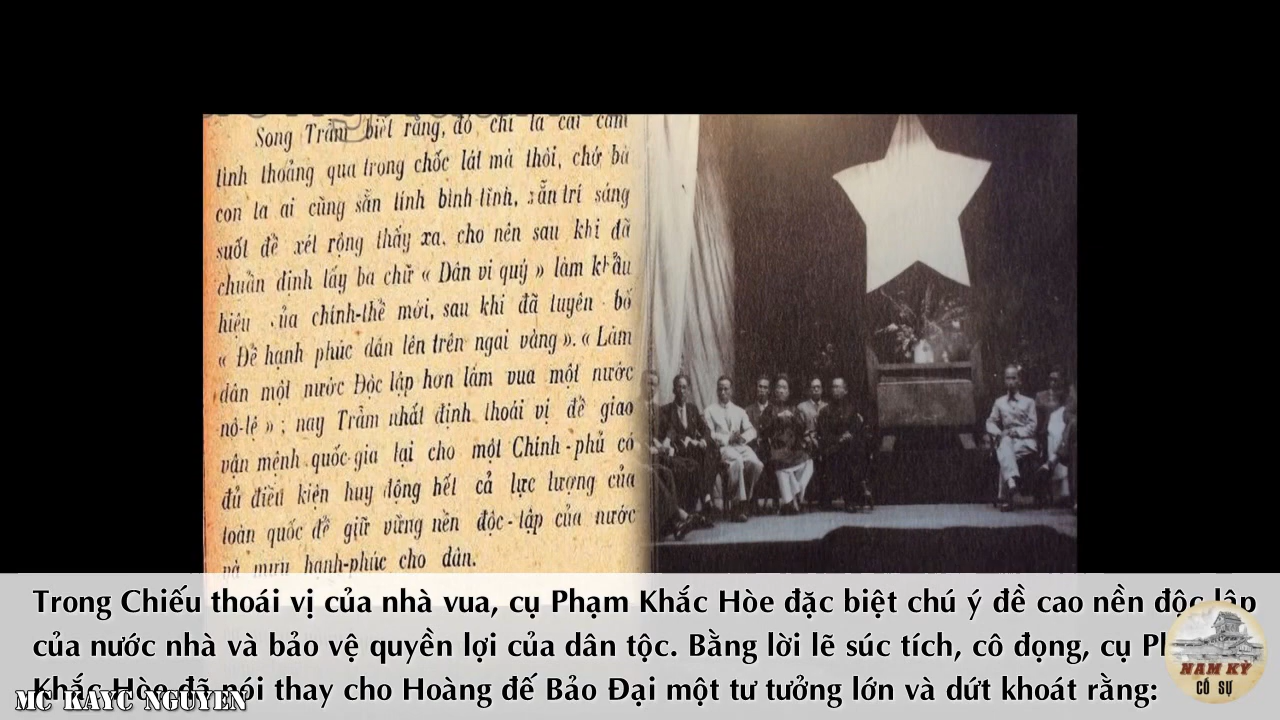 Song Trẫm biết rằng, đó chỉ là cái cảm
tình thoảng qua trong chốc lát mà thôi, chớ bà
con ta ai cũng sẵn tính bình-tĩnh, sẵn trí sáng
suốt để xét rộng thấy xa. cho nên sau khi đã
chuẩn định lấy ba chữ « Dân vi quý » làm khẩu
hiệu của chính-thể mới, sau khi đã tuyên bố
« Để hạnh phúc dân lên trên ngai vàng ». « Làm
dân một nước Độc lập hơn làm vua một nước
nô-lệ » ; nay Trẫm nhất định thoái vị để giao
vận mệnh quốc-gia lại cho một Chính-phủ có
đủ điều kiện huy động hết cả lực lượng của
toàn quốc để giữ vững nền độc-lập của nước
và mưu hạnh-phúc cho dân.
Trong Chiếu thoái vị của nhà vua, cụ Phạm Khắc Hòe đặc biệt chú ý đề cao nền độc lập
của nước nhà và bảo vệ quyền lợi của dân tộc. Bằng lời lẽ súc tích, cô đọng, cụ
Khắc Hòe đã nói thay cho Hoàng đế Bảo Đại một tư tưởng lớn và dứt khoát rằng:
NAM KỲ
CỐ SỰ
MC KAYC NGUYEN